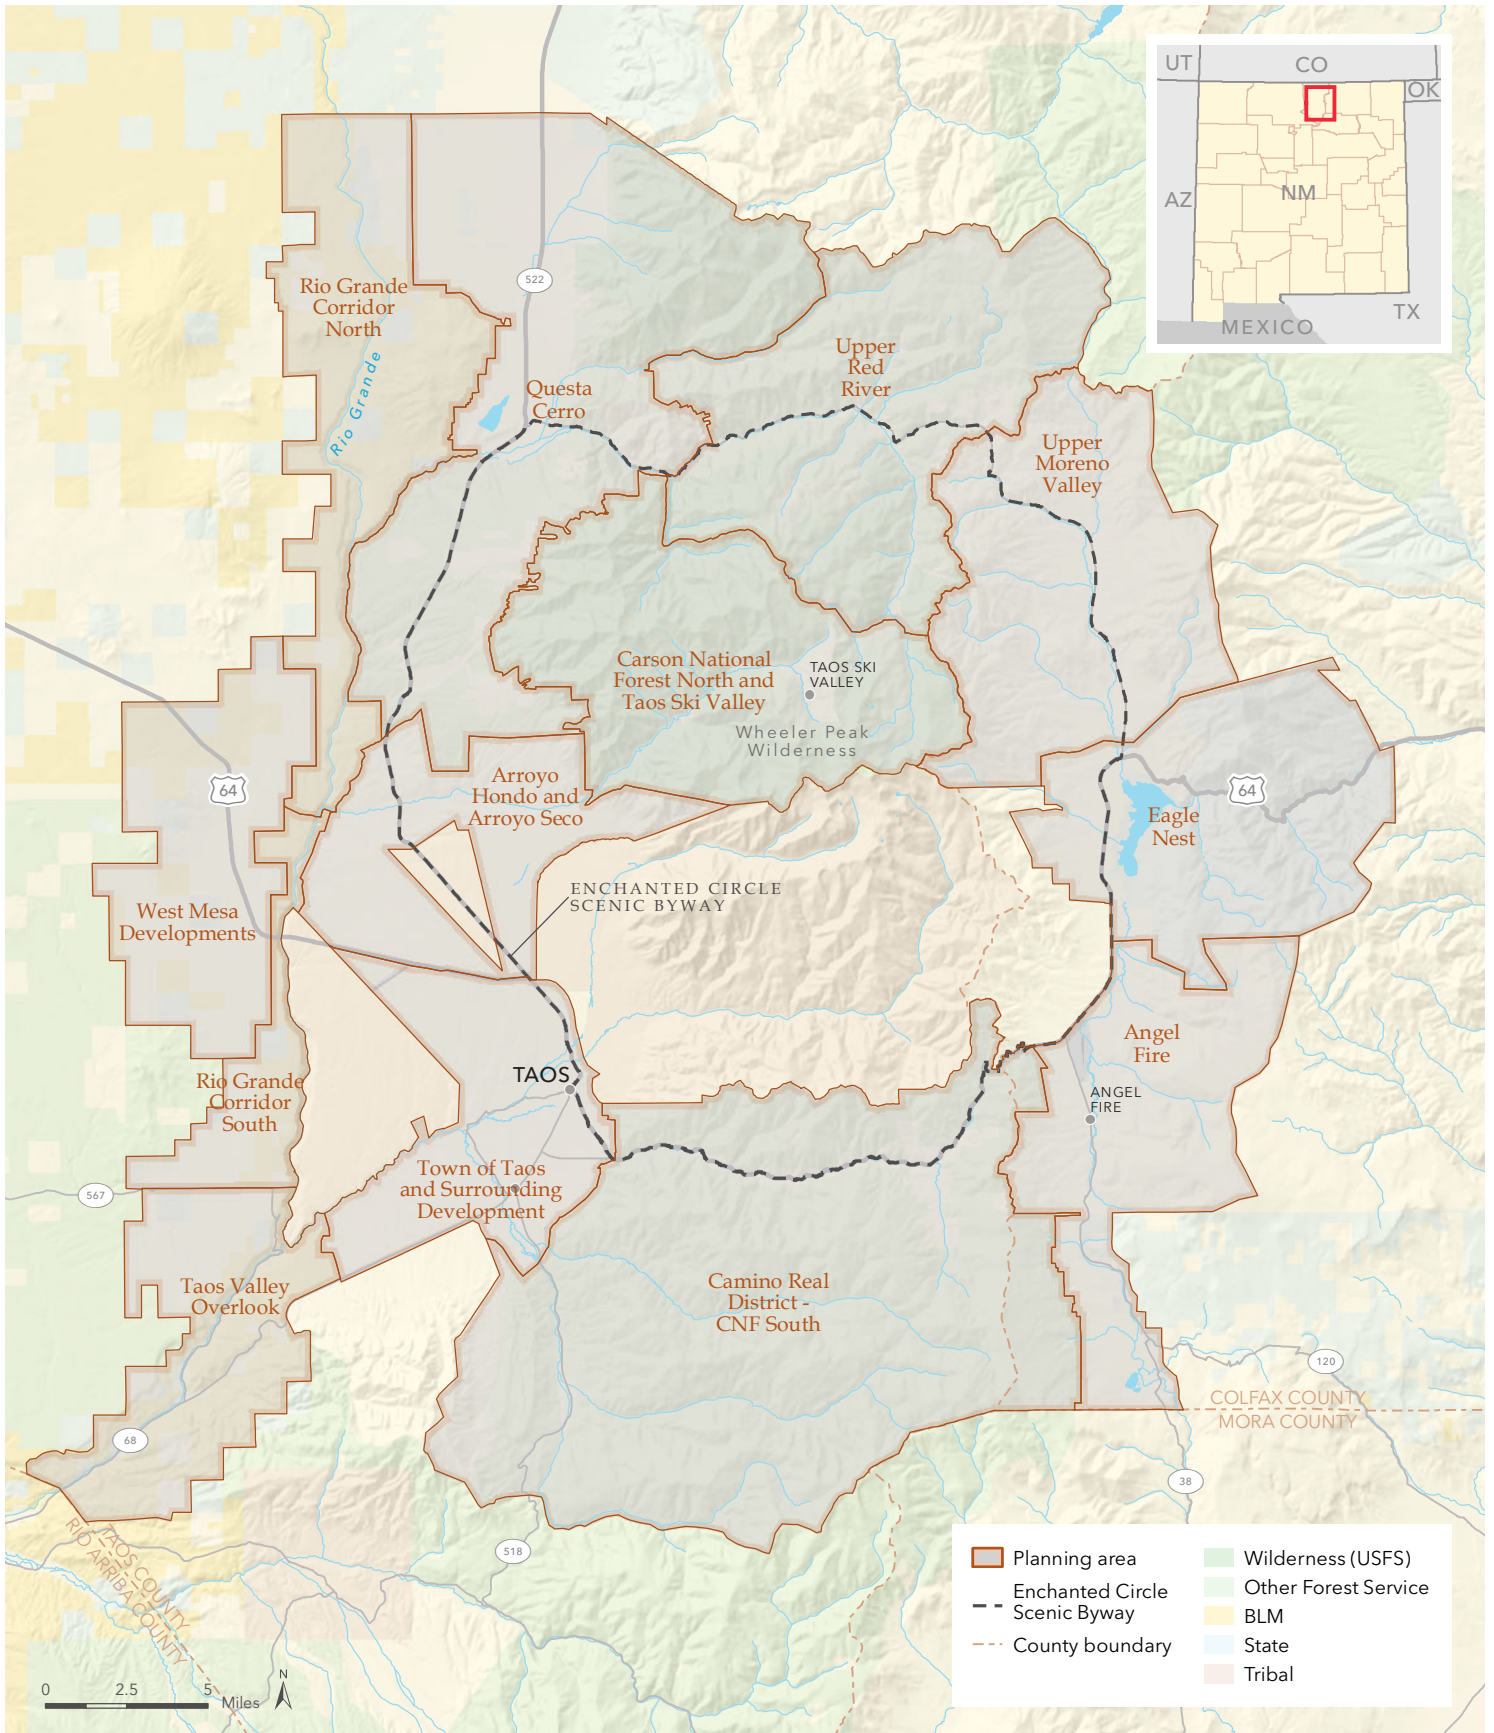 UT
CO
OK
AZ
NM
TX
MEXICO
Rio Grande
Corridor
North
522
Rio Grande
Questa
Cerro
Upper
Red
River
Upper
Moreno
Valley
Carson National
Forest North and
Taos Ski Valley
TAOS SKI
VALLEY
Wheeler Peak
Wilderness
64
Arroyo
Hondo and
Arroyo Seco
64
Eagle
Nest
ENCHANTED CIRCLE
SCENIC BYWAY
West Mesa
Developments
Angel
Fire
TAOS
ANGEL
FIRE
Rio Grande
Corridor
South
567
Town of Taos
and Surrounding
Development
Taos Valley
Overlook
Camino Real
District -
CNF South
120
COLFAX COUNTY
MORA COUNTY
68
38
518
TAOS COUNTY
RIO ARRIBA COUNTY
Planning area
Enchanted Circle
Scenic Byway
County boundary
Wilderness (USFS)
Other Forest Service
BLM
State
Tribal
0 2.5 5 Miles
N